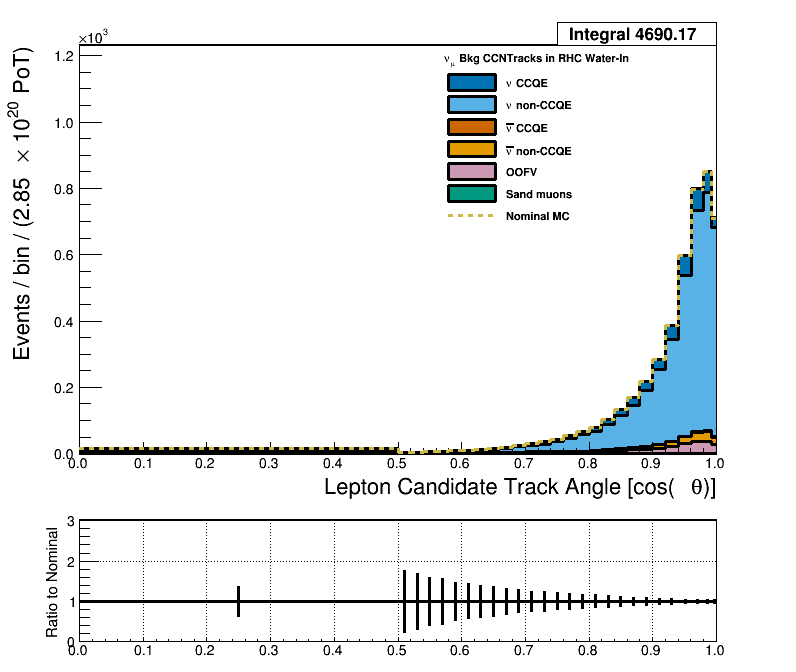 Integral 4690.17
×10³
Events / bin / (2.85 × 10²⁰ PoT)
1.2
1.0
0.8
0.6
0.4
0.2
0.0
νμ Bkg CCNTracks in RHC Water-In
ν CCQE
ν non-CCQE
ν̅ CCQE
ν̅ non-CCQE
OOFV
Sand muons
Nominal MC
0.0 0.1 0.2 0.3 0.4 0.5 0.6 0.7 0.8 0.9 1.0
Lepton Candidate Track Angle [cos( θ)]
Ratio to Nominal
3
2
1
0
0.0 0.1 0.2 0.3 0.4 0.5 0.6 0.7 0.8 0.9 1.0